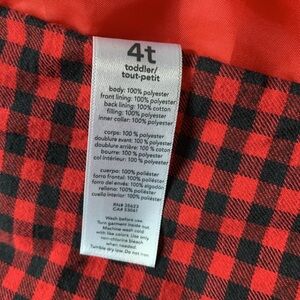 4t
toddler/
tout-petit
body: 100% polyester
front lining: 100% polyester
back lining: 100% cotton
filling: 100% polyester
inner collar: 100% polyester
corps: 100% polyester
doublure avant: 100% polyester
doublure arrière: 100% coton
bourre: 100% polyester
col intérieur: 100% polyester
cuerpo: 100% poliéster
forro frontal: 100% poliéster
forro del envés: 100% algodón
relleno: 100% poliéster
cuello interior: 100% poliéster
RN# 35623
CA#
Wash before use.
Turn garment inside out.
Machine wash cold
with like colors. Use only
non-chlorine bleach
when needed.
Tumble dry low. Do not iron.